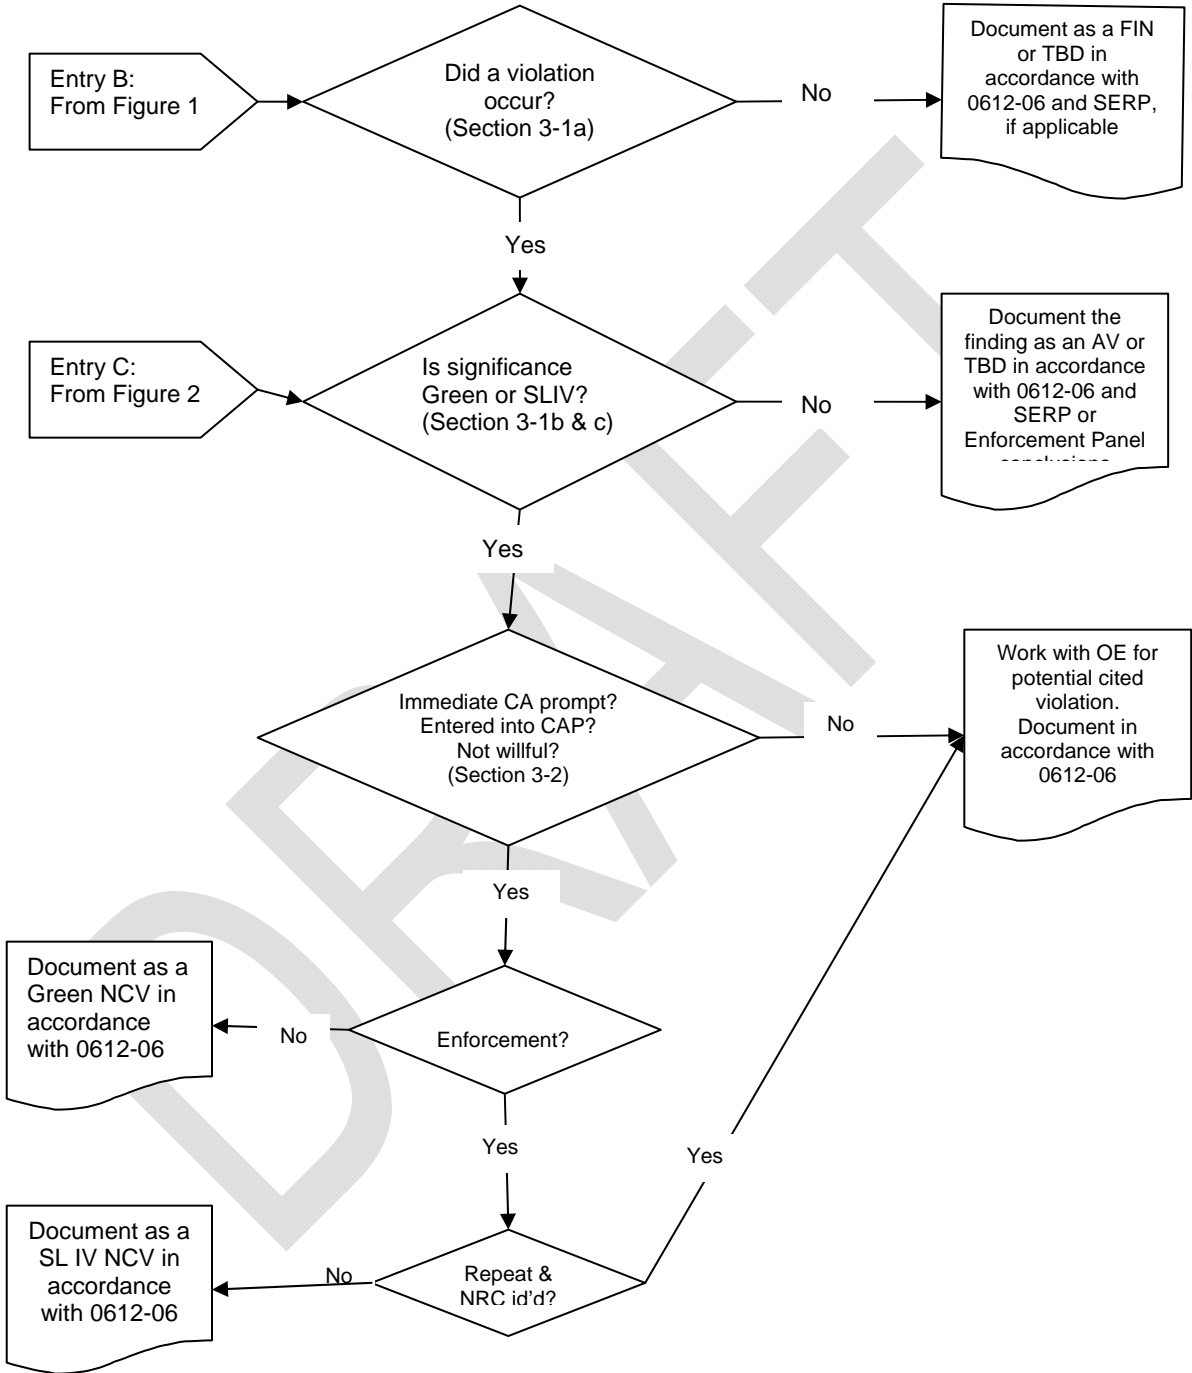 Entry B:
From Figure 1
Did a violation
occur?
(Section 3-1a)
No
Document as a FIN
or TBD in
accordance with
0612-06 and SERP,
if applicable
Yes
Entry C:
From Figure 2
Is significance
Green or SLIV?
(Section 3-1b & c)
No
Document the
finding as an AV or
TBD in accordance
with 0612-06 and
SERP or
Enforcement Panel
conclusions
Yes
Immediate CA prompt?
Entered into CAP?
Not willful?
(Section 3-2)
No
Work with OE for
potential cited
violation.
Document in
accordance with
0612-06
Yes
Document as a
Green NCV in
accordance
with 0612-06
No
Enforcement?
Yes
Yes
Document as a
SL IV NCV in
accordance
with 0612-06
No
Repeat &
NRC id'd?
DRAFT